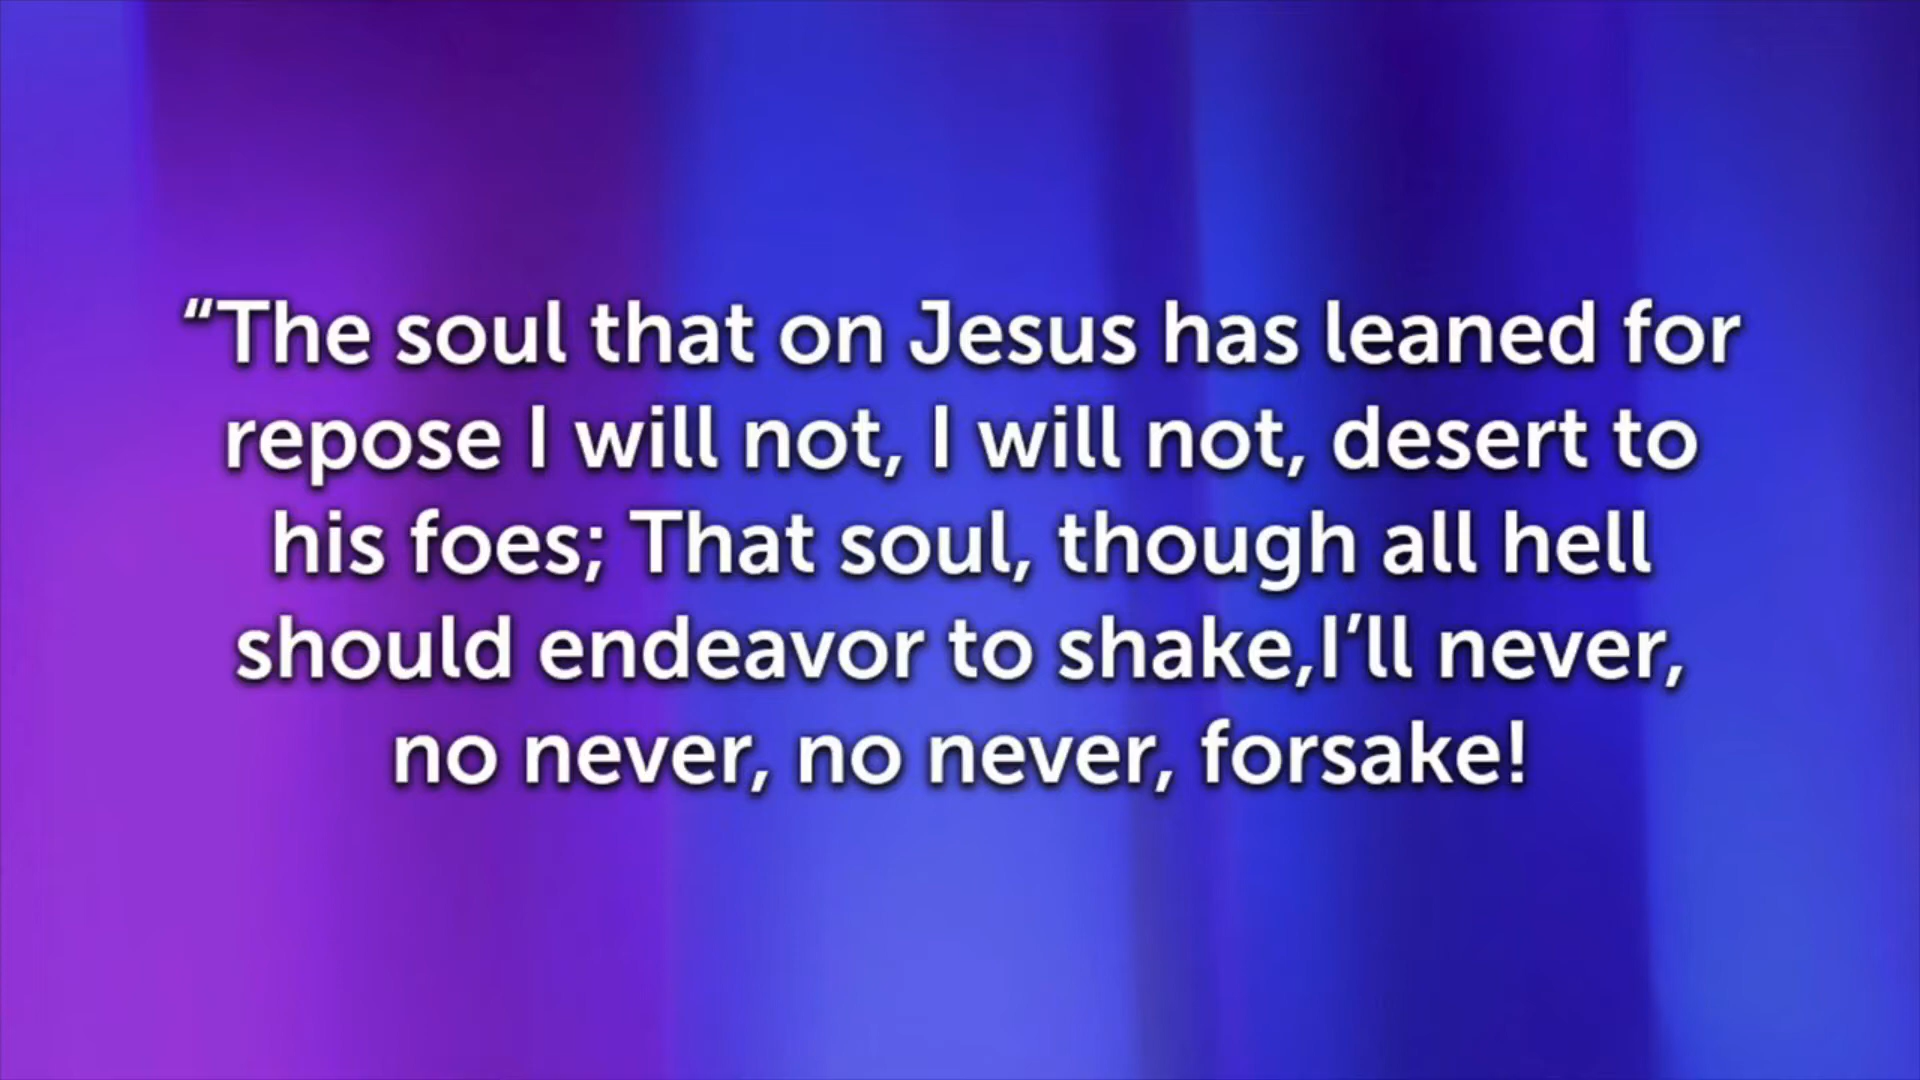 “The soul that on Jesus has leaned for
repose I will not, I will not, desert to
his foes; That soul, though all hell
should endeavor to shake,I’ll never,
no never, no never, forsake!